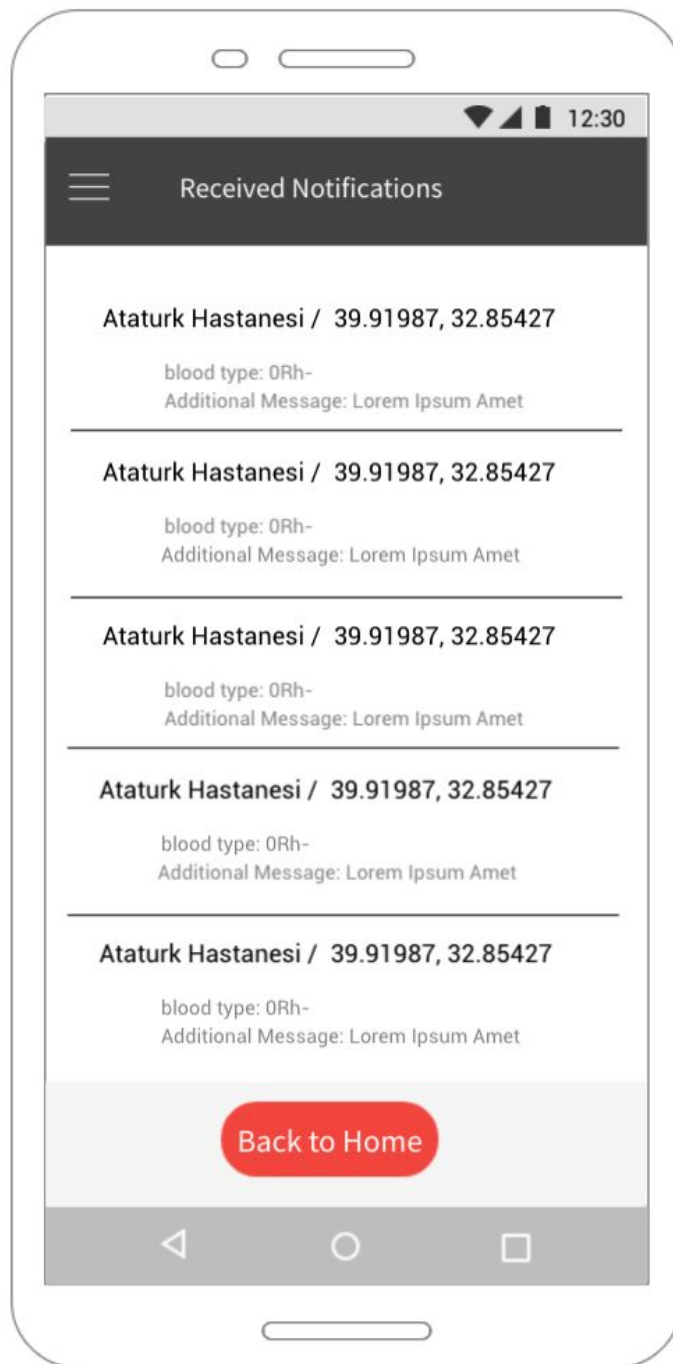 12:30
Received Notifications
Ataturk Hastanesi / 39.91987, 32.85427
blood type: 0Rh-
Additional Message: Lorem Ipsum Amet
Ataturk Hastanesi / 39.91987, 32.85427
blood type: 0Rh-
Additional Message: Lorem Ipsum Amet
Ataturk Hastanesi / 39.91987, 32.85427
blood type: 0Rh-
Additional Message: Lorem Ipsum Amet
Ataturk Hastanesi / 39.91987, 32.85427
blood type: 0Rh-
Additional Message: Lorem Ipsum Amet
Ataturk Hastanesi / 39.91987, 32.85427
blood type: 0Rh-
Additional Message: Lorem Ipsum Amet
Back to Home